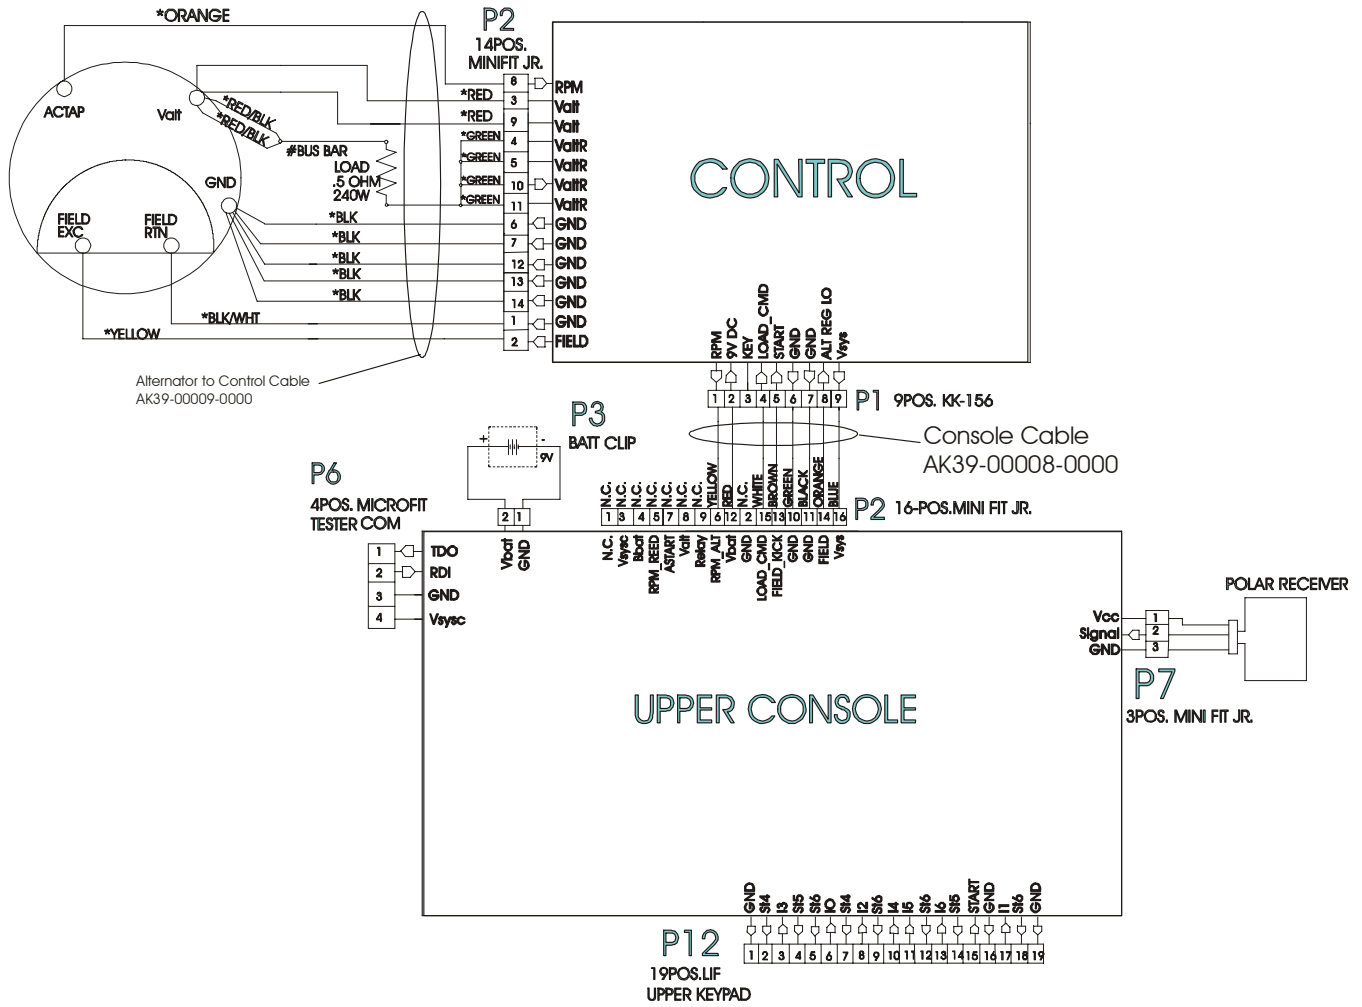 *ORANGE
P2
14POS.
MINIFIT JR.
ACTAP
Valt
*RED/BLK
*RED/BLK
#BUS BAR
LOAD
.5 OHM
240W
GND
FIELD
EXC
FIELD
RTN
*RED
*RED
*GREEN
*GREEN
*GREEN
*GREEN
*BLK
*BLK
*BLK
*BLK
*BLK
*BLK/WHT
*YELLOW
8 RPM
3 Valt
9 Valt
4 ValtR
5 ValtR
10 ValtR
11 ValtR
6 GND
7 GND
12 GND
13 GND
14 GND
1 GND
2 FIELD
CONTROL
Alternator to Control Cable
AK39-00009-0000
RPM
9V DC
KEY
LOAD_CMD
START
GND
GND
ALT REG LO
Vsys
1 2 3 4 5 6 7 8 9
P1 9POS. KK-156
Console Cable
AK39-00008-0000
P3
BATT CLIP
+ -
9V
2 1
Vbat
GND
P6
4POS. MICROFIT
TESTER COM
1 TDO
2 RDI
3 GND
4 Vsysc
N.C.
N.C.
N.C.
N.C.
N.C.
N.C.
N.C.
YELLOW
RED
N.C.
WHITE
BROWN
GREEN
BLACK
ORANGE
BLUE
1 3 4 5 7 8 9 6 12 2 15 13 10 11 14 16
P2 16-POS.MINI FIT JR.
N.C.
Vsysc
Bbat
RPM_REED
ASTART
Valt
Relay
RPM_ALT
Vbat
GND
LOAD_CMD
FIELD_KICK
GND
GND
FIELD
Vsys
POLAR RECEIVER
Vcc 1
Signal 2
GND 3
P7
3POS. MINI FIT JR.
UPPER CONSOLE
GND
St4
I3
St5
St6
IO
St4
I2
St6
I4
I5
St6
I6
St5
START
GND
I1
St6
GND
1 2 3 4 5 6 7 8 9 10 11 12 13 14 15 16 17 18 19
P12
19POS.LIF
UPPER KEYPAD